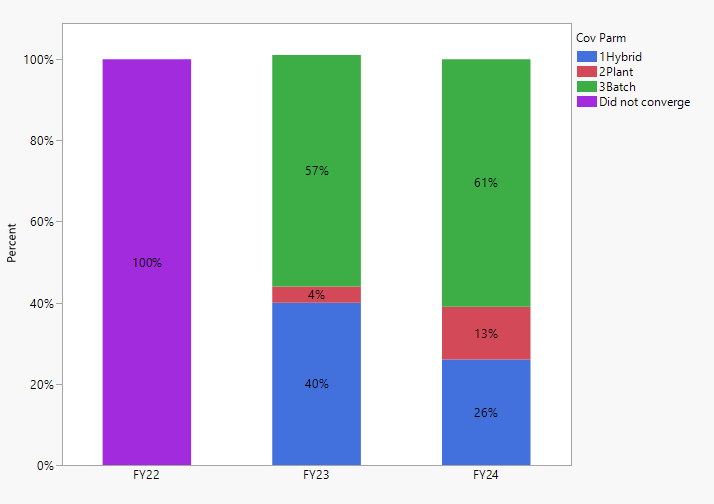 Cov Parm
1Hybrid
2Plant
3Batch
Did not converge
Percent
100%
80%
60%
40%
20%
0%
100%
57%
4%
40%
61%
13%
26%
FY22
FY23
FY24